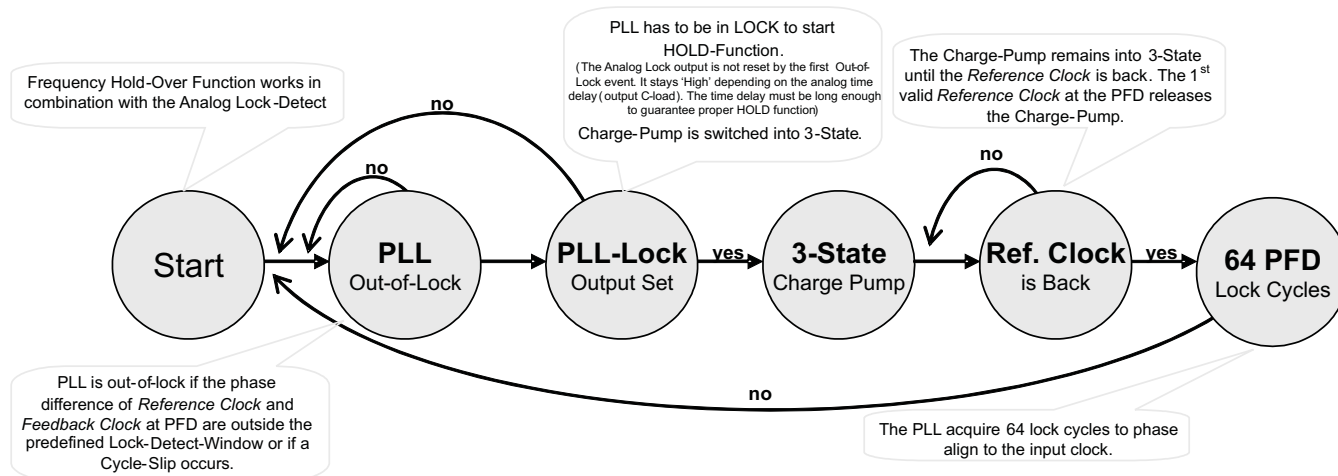 PLL has to be in LOCK to start
HOLD-Function.
(The Analog Lock output is not reset by the first Out-of-
Lock event. It stays ‘High’ depending on the analog time
delay (output C-load). The time delay must be long enough
to guarantee proper HOLD function)
Charge-Pump is switched into 3-State.
The Charge-Pump remains into 3-State
until the Reference Clock is back. The 1st
valid Reference Clock at the PFD releases
the Charge-Pump.
Frequency Hold-Over Function works in
combination with the Analog Lock-Detect
no
no
no
Start
PLL
Out-of-Lock
PLL-Lock
Output Set
yes
3-State
Charge Pump
Ref. Clock
is Back
yes
64 PFD
Lock Cycles
no
PLL is out-of-lock if the phase
difference of Reference Clock and
Feedback Clock at PFD are outside the
predefined Lock-Detect-Window or if a
Cycle-Slip occurs.
The PLL acquire 64 lock cycles to phase
align to the input clock.